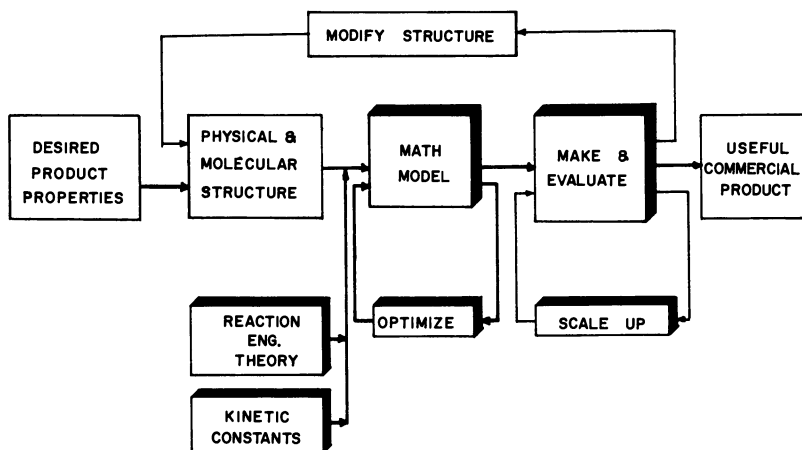 MODIFY STRUCTURE
DESIRED
PRODUCT
PROPERTIES
PHYSICAL &
MOLECULAR
STRUCTURE
MATH
MODEL
MAKE &
EVALUATE
USEFUL
COMMERCIAL
PRODUCT
REACTION
ENG.
THEORY
OPTIMIZE
SCALE UP
KINETIC
CONSTANTS